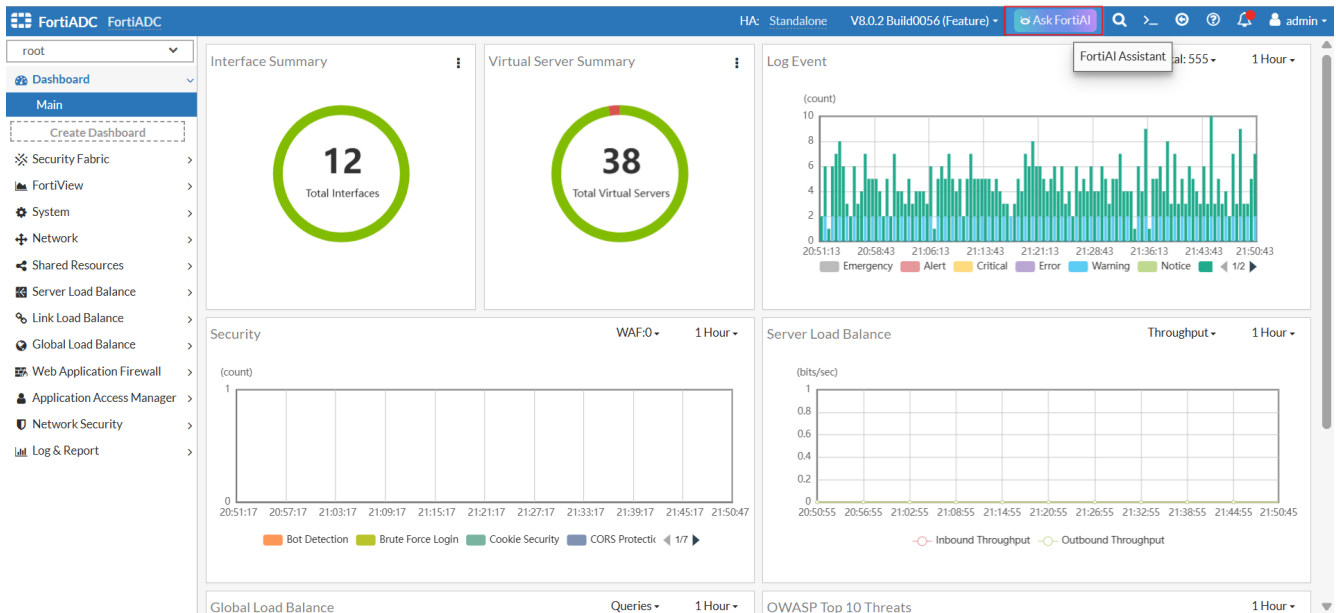 FortiADC FortiADC HA: Standalone V8.0.2 Build0056 (Feature) Ask FortiAI >_ admin
FortiAI Assistant
root
Dashboard
Main
Create Dashboard
Security Fabric
FortiView
System
Network
Shared Resources
Server Load Balance
Link Load Balance
Global Load Balance
Web Application Firewall
Application Access Manager
Network Security
Log & Report
Interface Summary
12
Total Interfaces
Virtual Server Summary
38
Total Virtual Servers
Log Event al: 555 1 Hour
(count)
10
8
6
4
2
0
20:51:13 20:58:43 21:06:13 21:13:43 21:21:13 21:28:43 21:36:13 21:43:43 21:50:43
Emergency Alert Critical Error Warning Notice 1/2
Security WAF:0 1 Hour
(count)
1
0
20:51:17 20:57:17 21:03:17 21:09:17 21:15:17 21:21:17 21:27:17 21:33:17 21:39:17 21:45:17 21:50:47
Bot Detection Brute Force Login Cookie Security CORS Protectic 1/7
Server Load Balance Throughput 1 Hour
(bits/sec)
1
0.8
0.6
0.4
0.2
0
20:50:55 20:56:55 21:02:55 21:08:55 21:14:55 21:20:55 21:26:55 21:32:55 21:38:55 21:44:55 21:50:45
Inbound Throughput Outbound Throughput
Global Load Balance Queries 1 Hour
OWASP Top 10 Threats 1 Hour